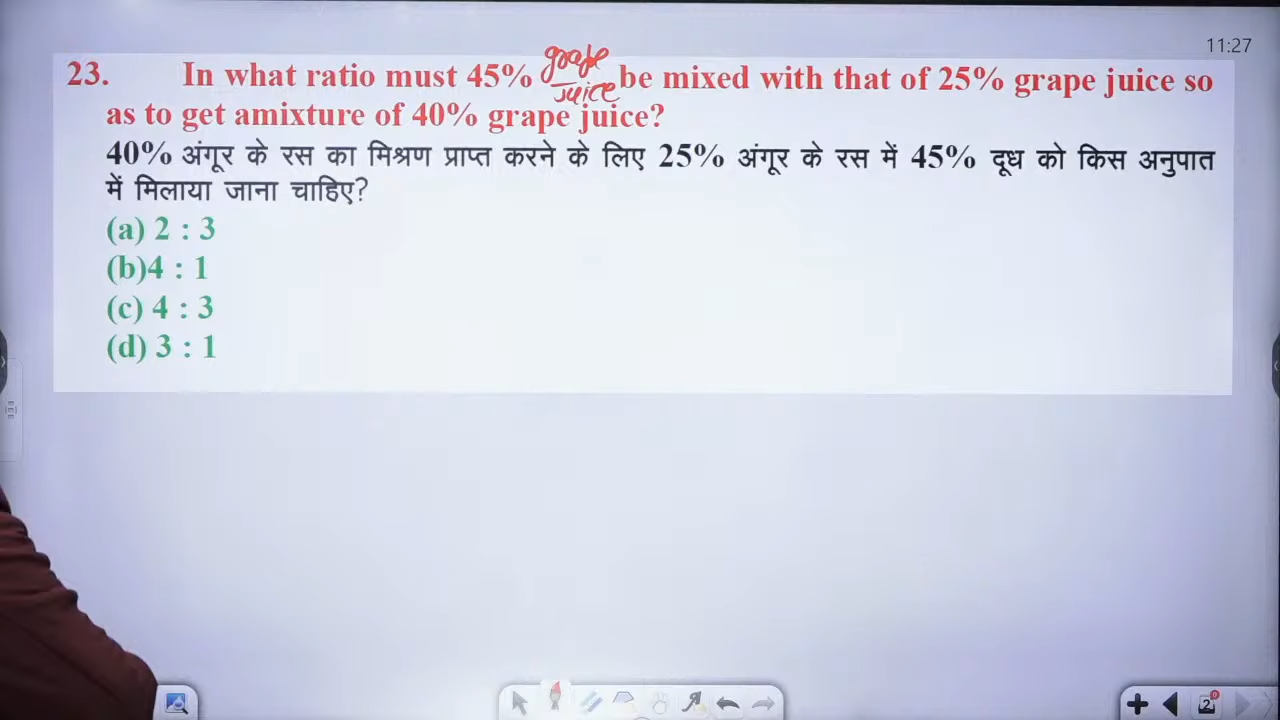 11:27
23. In what ratio must 45% grape juice be mixed with that of 25% grape juice so
as to get amixture of 40% grape juice?
40% अंगूर के रस का मिश्रण प्राप्त करने के लिए 25% अंगूर के रस में 45% दूध को किस अनुपात
में मिलाया जाना चाहिए?
(a) 2 : 3
(b)4 : 1
(c) 4 : 3
(d) 3 : 1
2